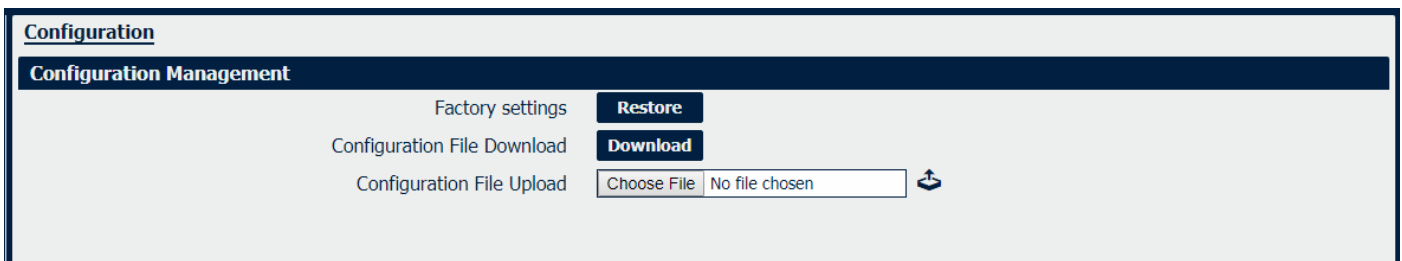 Configuration
Configuration Management
Factory settings Restore
Configuration File Download Download
Configuration File Upload Choose File No file chosen